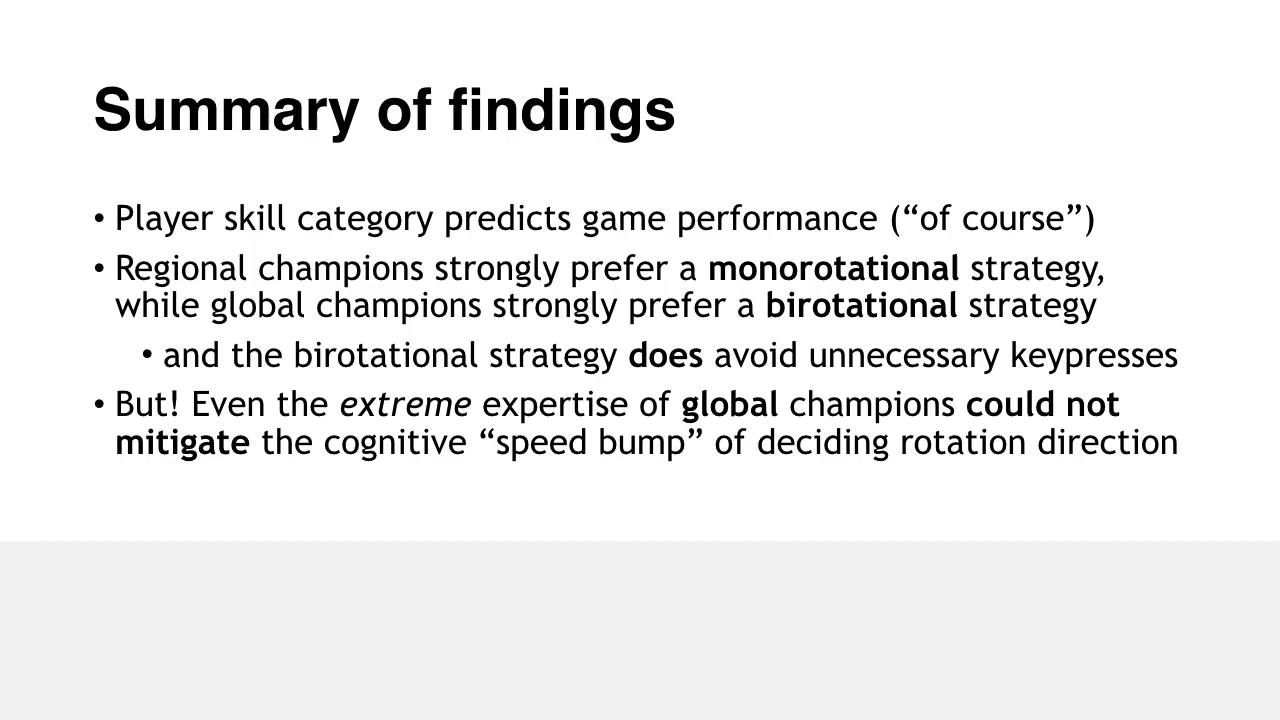 Summary of findings
• Player skill category predicts game performance (“of course”)
• Regional champions strongly prefer a monorotational strategy,
while global champions strongly prefer a birotational strategy
• and the birotational strategy does avoid unnecessary keypresses
• But! Even the extreme expertise of global champions could not
mitigate the cognitive “speed bump” of deciding rotation direction